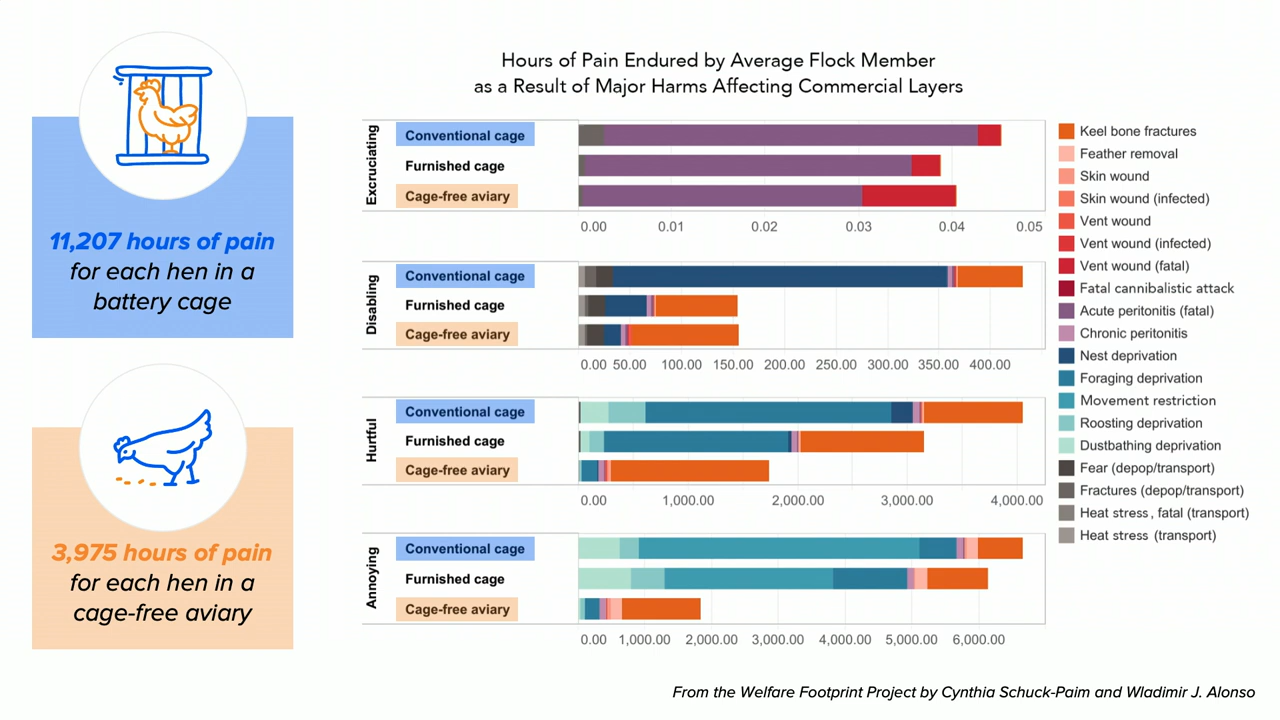 11,207 hours of pain
for each hen in a
battery cage
3,975 hours of pain
for each hen in a
cage-free aviary
Hours of Pain Endured by Average Flock Member
as a Result of Major Harms Affecting Commercial Layers
Excruciating
Conventional cage
Furnished cage
Cage-free aviary
0.00 0.01 0.02 0.03 0.04 0.05
Disabling
Conventional cage
Furnished cage
Cage-free aviary
0.00 50.00 100.00 150.00 200.00 250.00 300.00 350.00 400.00
Hurtful
Conventional cage
Furnished cage
Cage-free aviary
0.00 1,000.00 2,000.00 3,000.00 4,000.00
Annoying
Conventional cage
Furnished cage
Cage-free aviary
0.00 1,000.00 2,000.00 3,000.00 4,000.00 5,000.00 6,000.00
Keel bone fractures
Feather removal
Skin wound
Skin wound (infected)
Vent wound
Vent wound (infected)
Vent wound (fatal)
Fatal cannibalistic attack
Acute peritonitis (fatal)
Chronic peritonitis
Nest deprivation
Foraging deprivation
Movement restriction
Roosting deprivation
Dustbathing deprivation
Fear (depop/transport)
Fractures (depop/transport)
Heat stress, fatal (transport)
Heat stress (transport)
From the Welfare Footprint Project by Cynthia Schuck-Paim and Wladimir J. Alonso